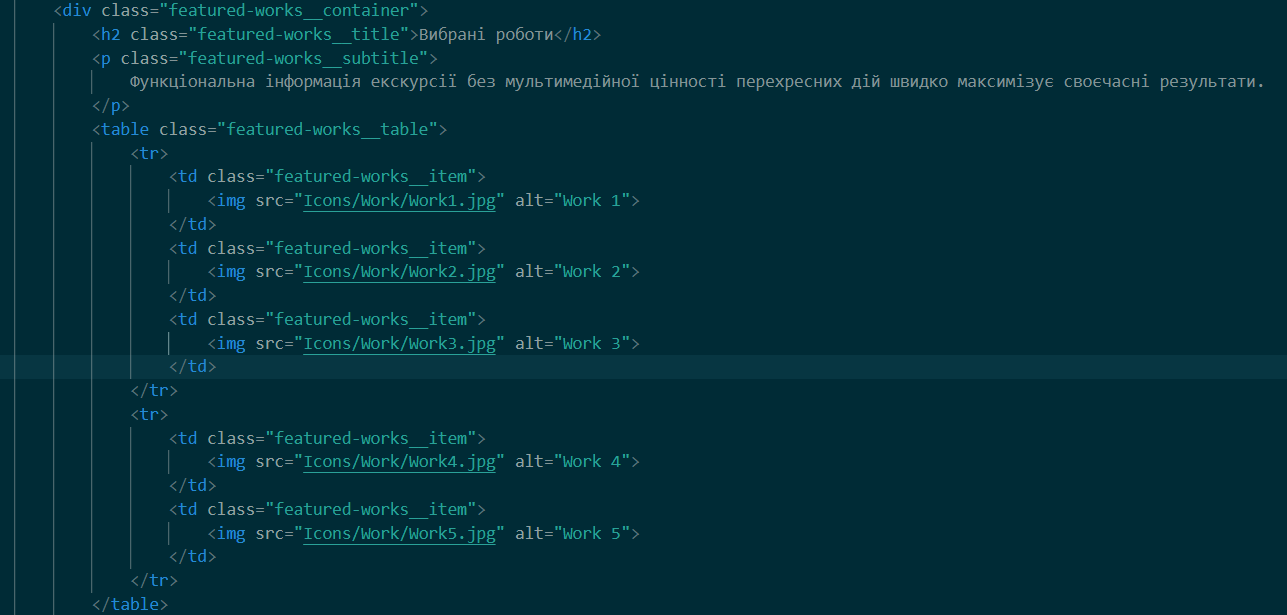 <div class="featured-works__container">
<h2 class="featured-works__title">Вибрані роботи</h2>
<p class="featured-works__subtitle">
Функціональна інформація екскурсії без мультимедійної цінності перехресних дій швидко максимізує своєчасні результати.
</p>
<table class="featured-works__table">
<tr>
<td class="featured-works__item">
<img src="Icons/Work/Work1.jpg" alt="Work 1">
</td>
<td class="featured-works__item">
<img src="Icons/Work/Work2.jpg" alt="Work 2">
</td>
<td class="featured-works__item">
<img src="Icons/Work/Work3.jpg" alt="Work 3">
</td>
</tr>
<tr>
<td class="featured-works__item">
<img src="Icons/Work/Work4.jpg" alt="Work 4">
</td>
<td class="featured-works__item">
<img src="Icons/Work/Work5.jpg" alt="Work 5">
</td>
</tr>
</table>